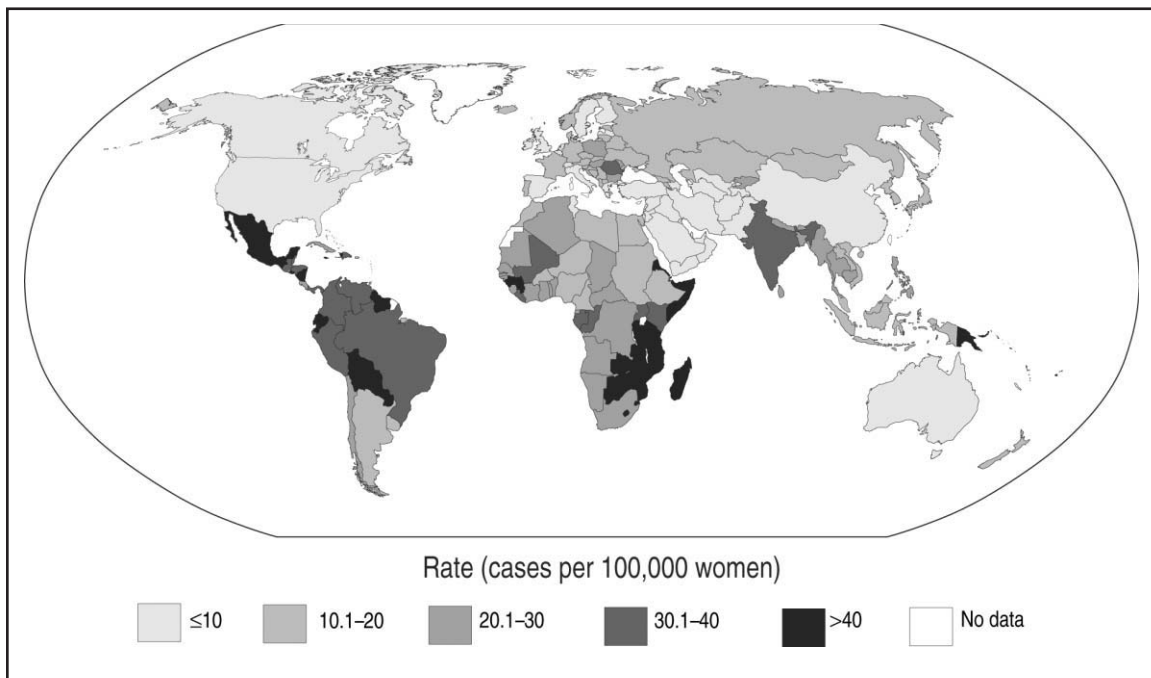 Rate (cases per 100,000 women)
≤10 10.1–20 20.1–30 30.1–40 >40 No data